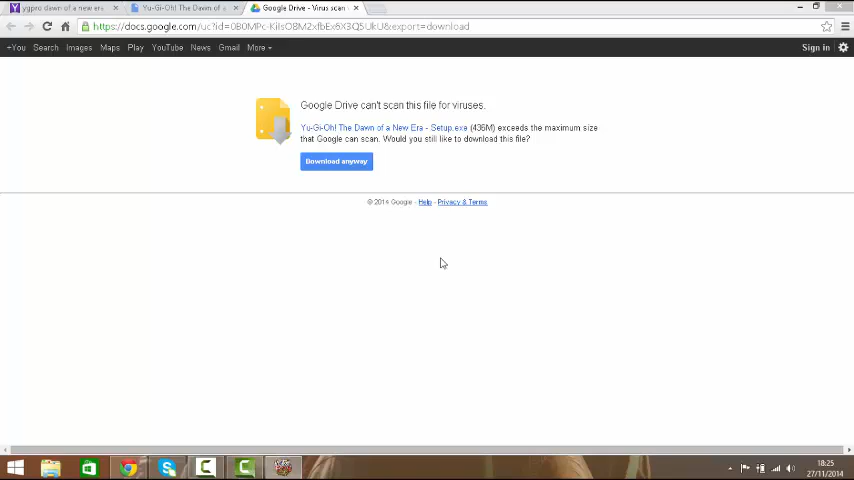 ygpro dawn of a new era
Yu-Gi-Oh! The Dawn of a
Google Drive - Virus scan
https://docs.google.com/uc?id=0B0MPc-KiIsO8M2xfbEx6X3Q5UkU&export=download
+You Search Images Maps Play YouTube News Gmail More
Sign in
Google Drive can't scan this file for viruses.
Yu-Gi-Oh! The Dawn of a New Era - Setup.exe (436M) exceeds the maximum size
that Google can scan. Would you still like to download this file?
Download anyway
© 2014 Google - Help - Privacy & Terms
18:25
27/11/2014